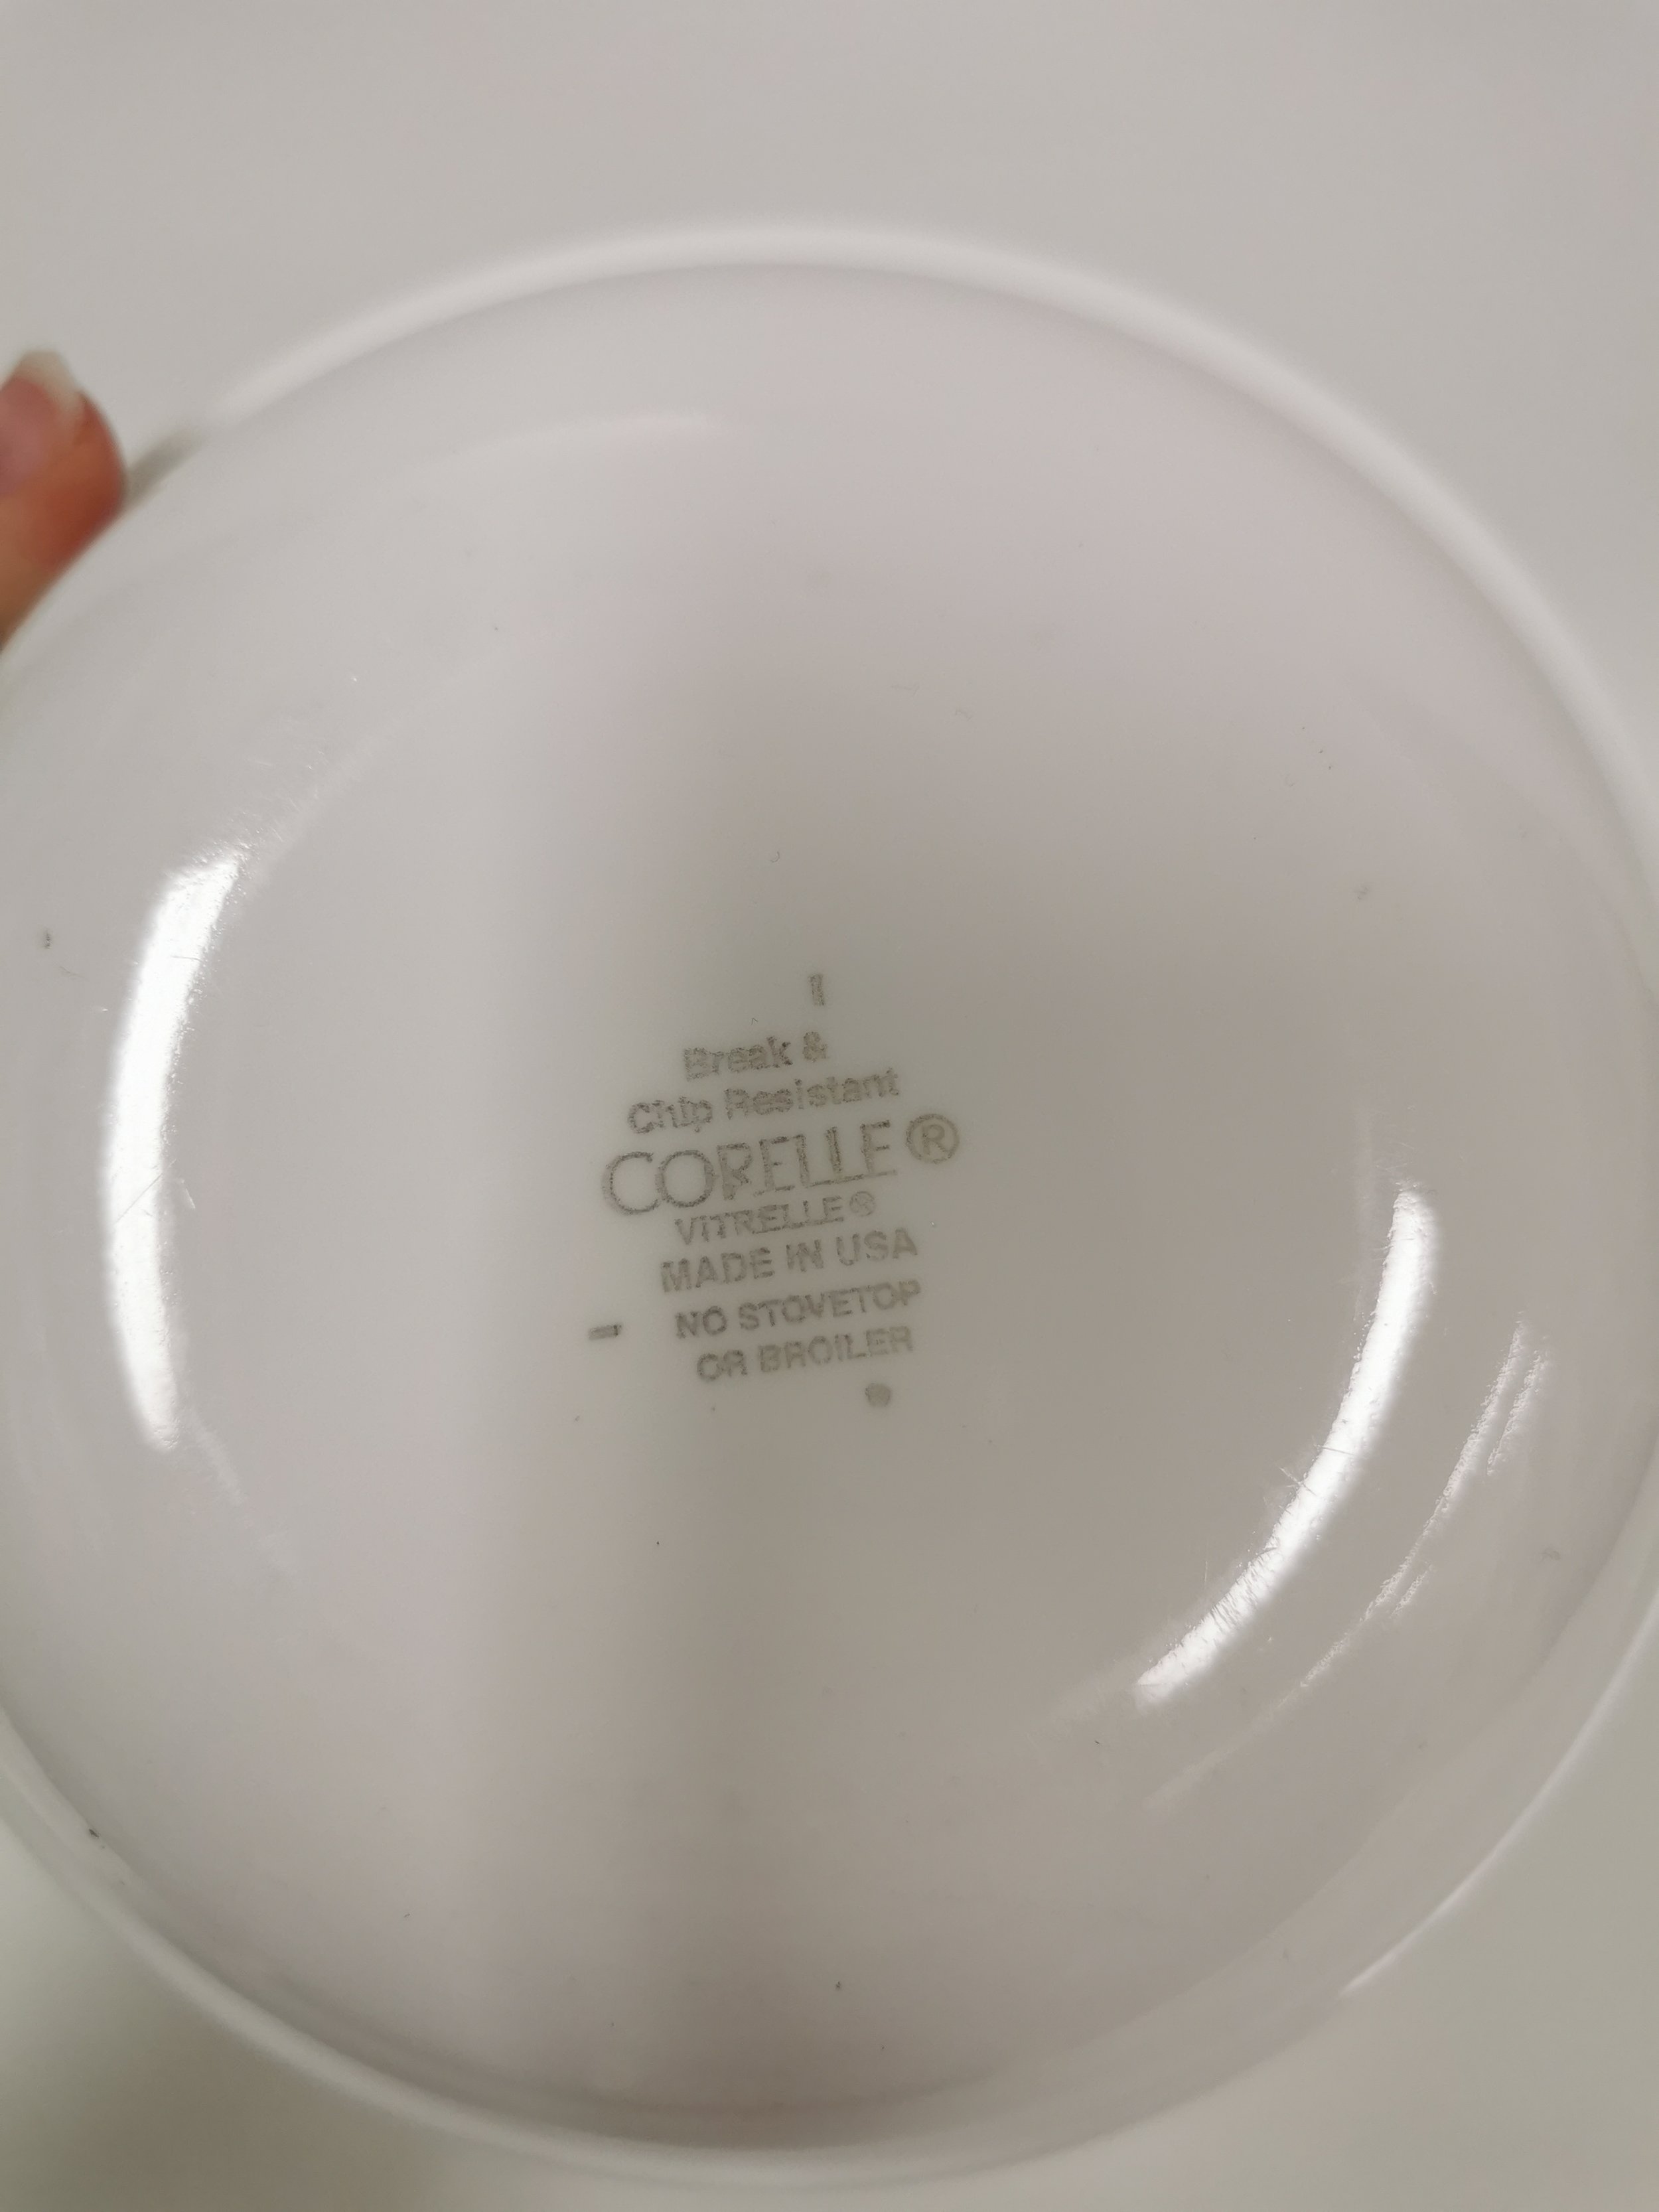 Break &
Chip Resistant
CORELLE®
VITRELLE®
MADE IN USA
NO STOVETOP
OR BROILER